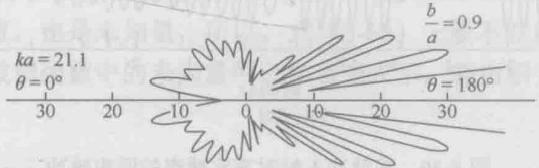 b/a = 0.9
ka = 21.1
θ = 0°
θ = 180°
30 20 10 0 10 20 30